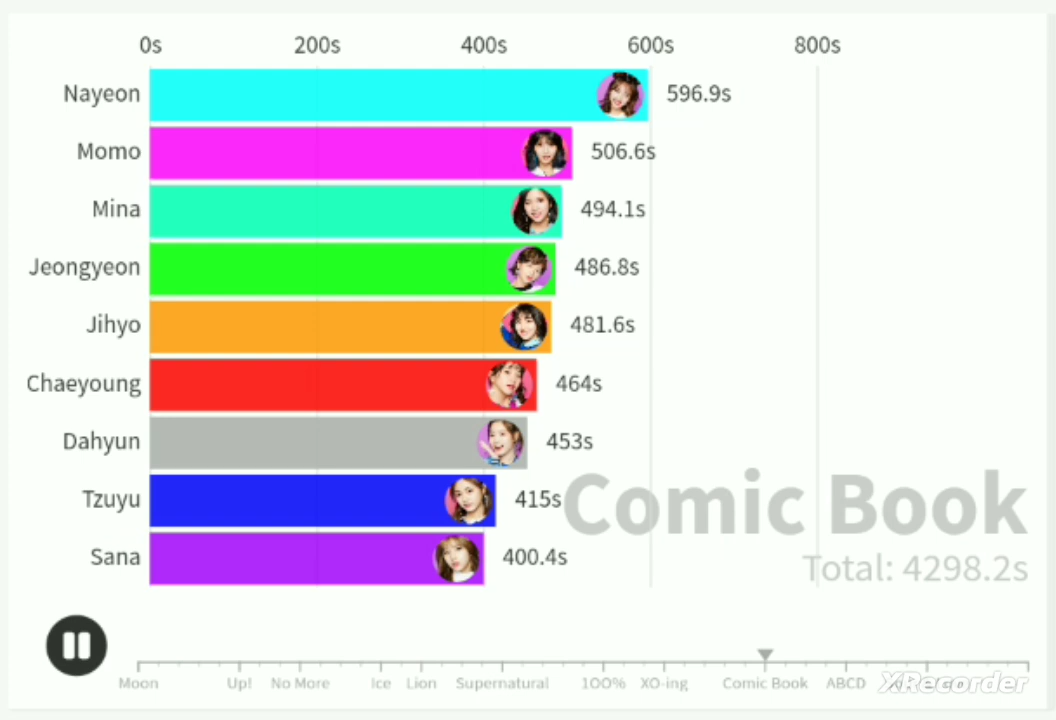 0s 200s 400s 600s 800s
Nayeon 596.9s
Momo 506.6s
Mina 494.1s
Jeongyeon 486.8s
Jihyo 481.6s
Chaeyoung 464s
Dahyun 453s
Tzuyu 415s
Comic Book
Sana 400.4s
Total: 4298.2s
Moon Up! No More Ice Lion Supernatural 100% XO-ing Comic Book ABCD
XRecorder